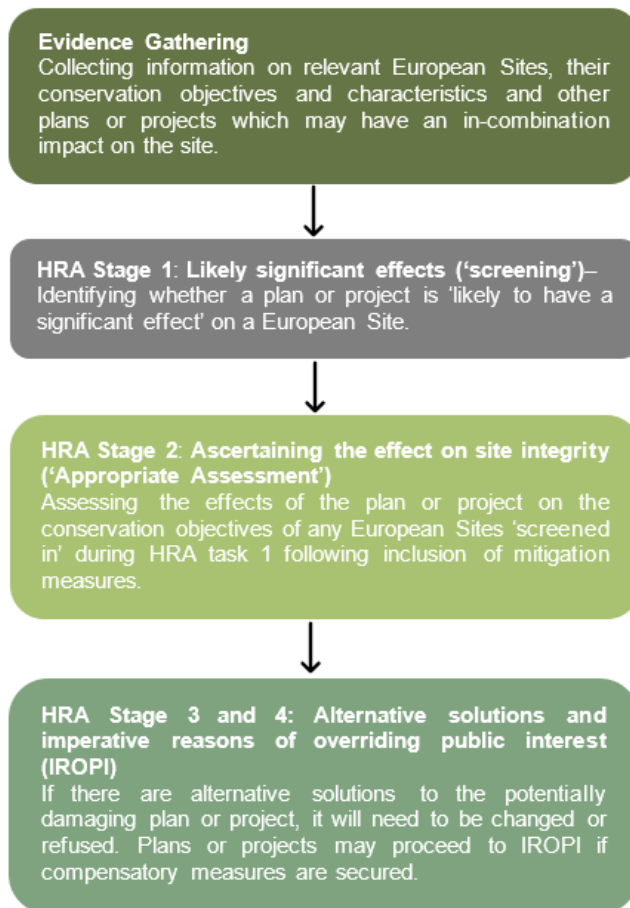 Evidence Gathering
Collecting information on relevant European Sites, their
conservation objectives and characteristics and other
plans or projects which may have an in-combination
impact on the site.
HRA Stage 1: Likely significant effects (‘screening’)–
Identifying whether a plan or project is ‘likely to have a
significant effect’ on a European Site.
HRA Stage 2: Ascertaining the effect on site integrity
(‘Appropriate Assessment’)
Assessing the effects of the plan or project on the
conservation objectives of any European Sites ‘screened
in’ during HRA task 1 following inclusion of mitigation
measures.
HRA Stage 3 and 4: Alternative solutions and
imperative reasons of overriding public interest
(IROPI)
If there are alternative solutions to the potentially
damaging plan or project, it will need to be changed or
refused. Plans or projects may proceed to IROPI if
compensatory measures are secured.